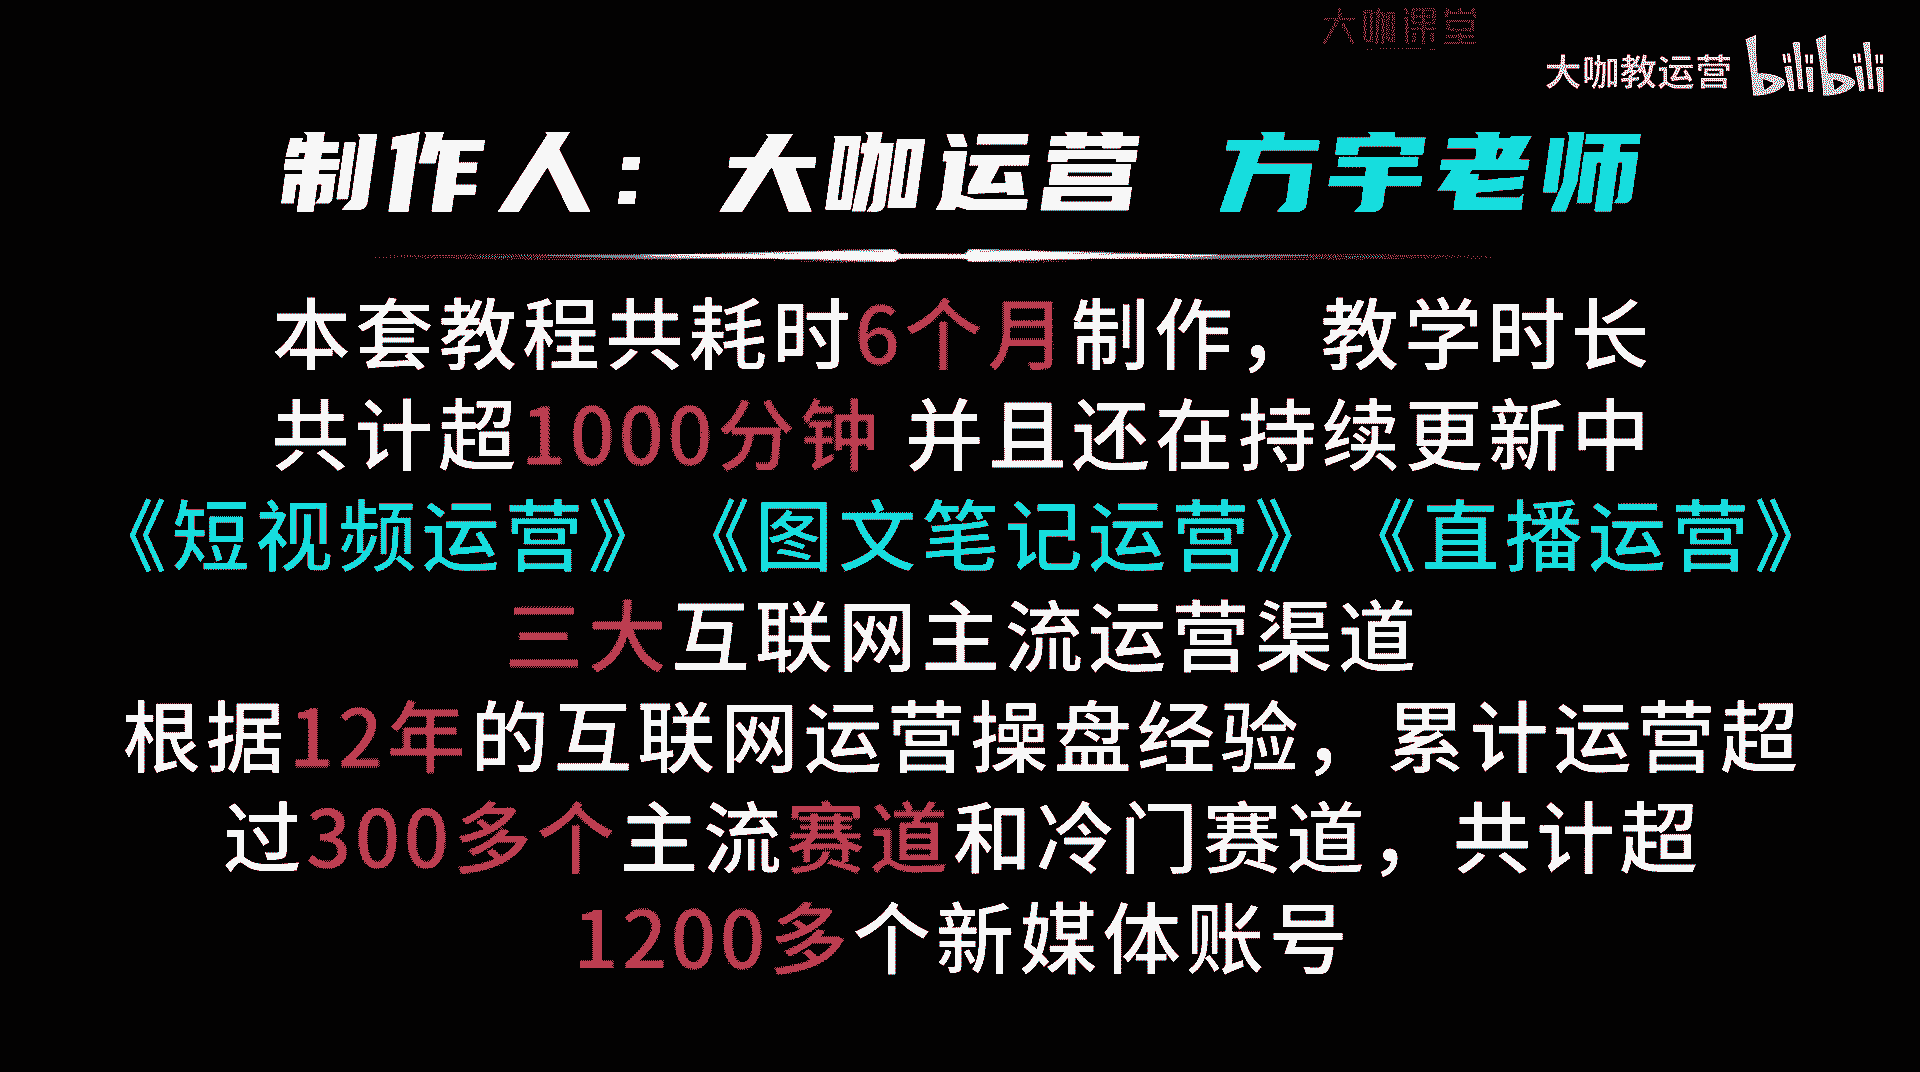 大咖课堂
大咖教运营 bilibili
制作人：大咖运营 方宇老师
本套教程共耗时6个月制作，教学时长
共计超1000分钟 并且还在持续更新中
《短视频运营》《图文笔记运营》《直播运营》
三大互联网主流运营渠道
根据12年的互联网运营操盘经验，累计运营超
过300多个主流赛道和冷门赛道，共计超
1200多个新媒体账号